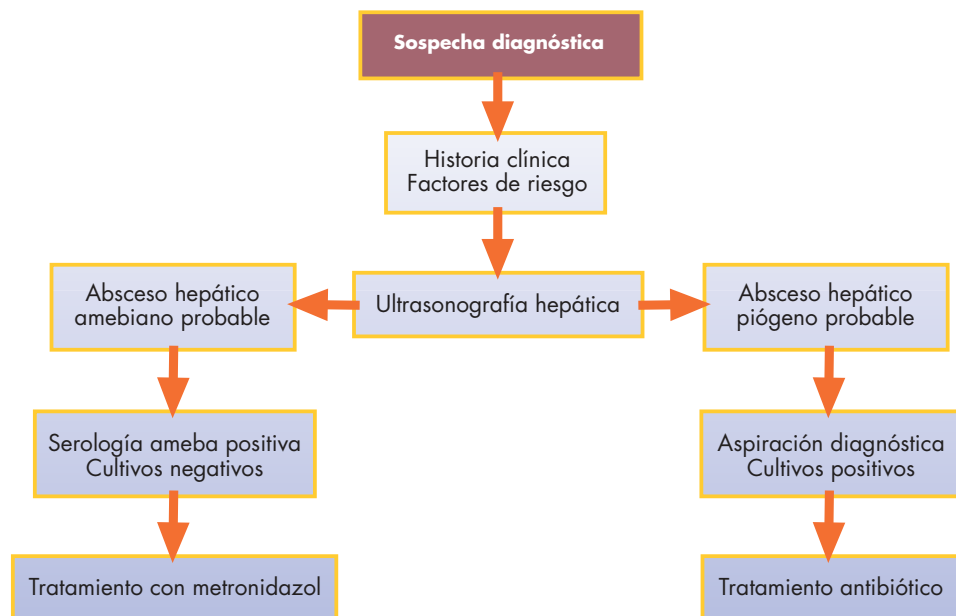 Sospecha diagnóstica
Historia clínica
Factores de riesgo
Absceso hepático
amebiano probable
Ultrasonografía hepática
Absceso hepático
piógeno probable
Serología ameba positiva
Cultivos negativos
Aspiración diagnóstica
Cultivos positivos
Tratamiento con metronidazol
Tratamiento antibiótico